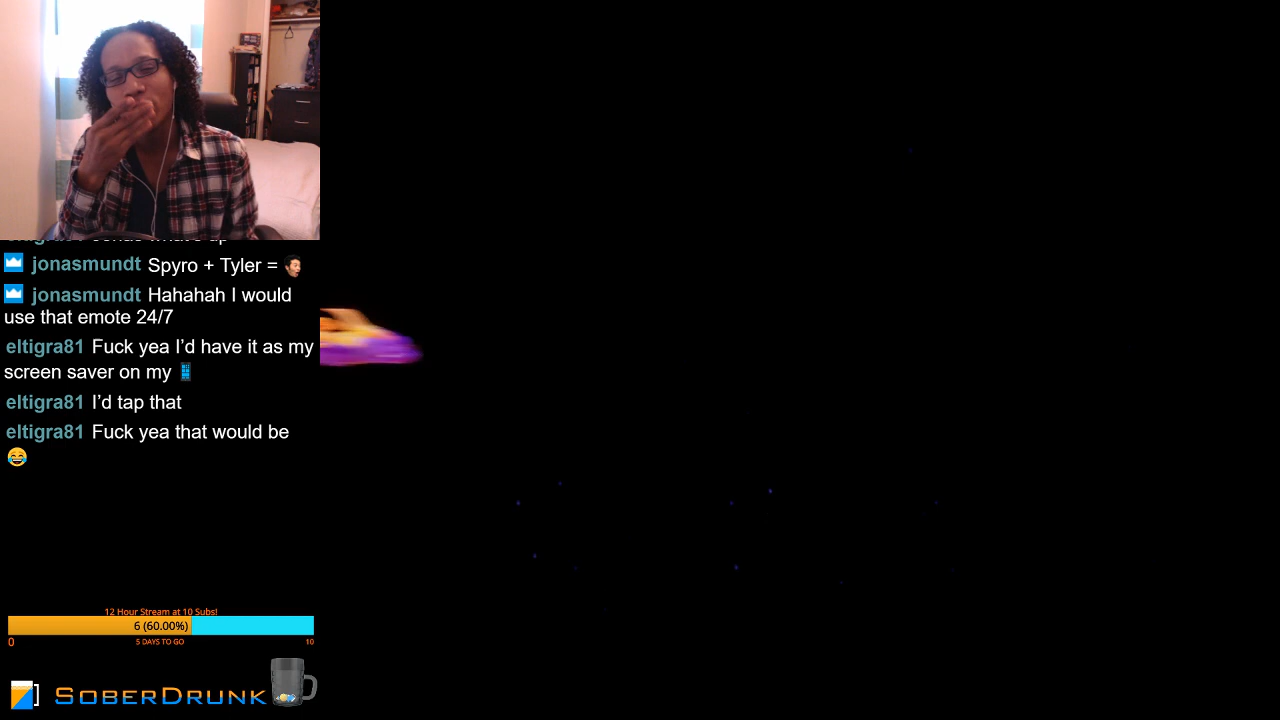 jonasmundt Spyro + Tyler =
jonasmundt Hahahah I would
use that emote 24/7
eltigra81 Fuck yea I’d have it as my
screen saver on my
eltigra81 I’d tap that
eltigra81 Fuck yea that would be
12 Hour Stream at 10 Subs!
6 (60.00%)
0 5 DAYS TO GO 10
SOBERDRUNK